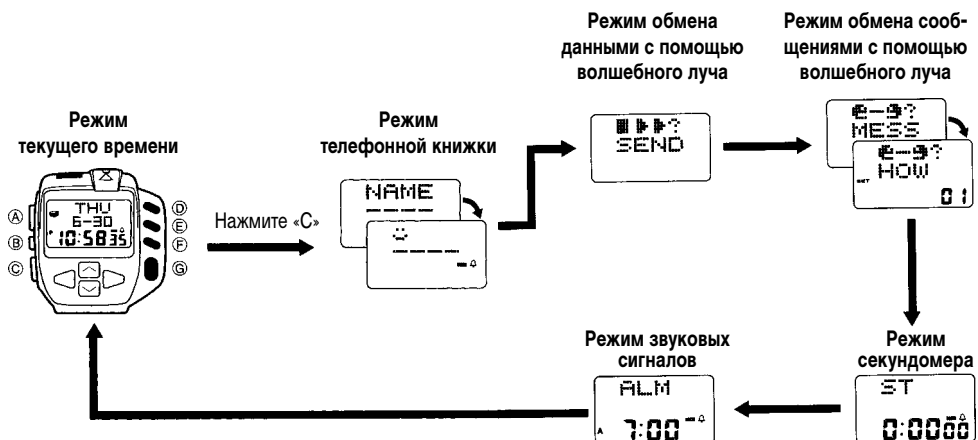 Режим обмена
данными с помощью
волшебного луча
Режим обмена сооб-
щениями с помощью
волшебного луча
Режим
текущего времени
Режим
телефонной книжки
SEND
MESS
HOW
01
THU
6-30
10:58 35
A
B
C
D
E
F
G
Нажмите «C»
NAME
Режим звуковых
сигналов
ALM
A 7:00
Режим
секундомера
ST
0:00 00